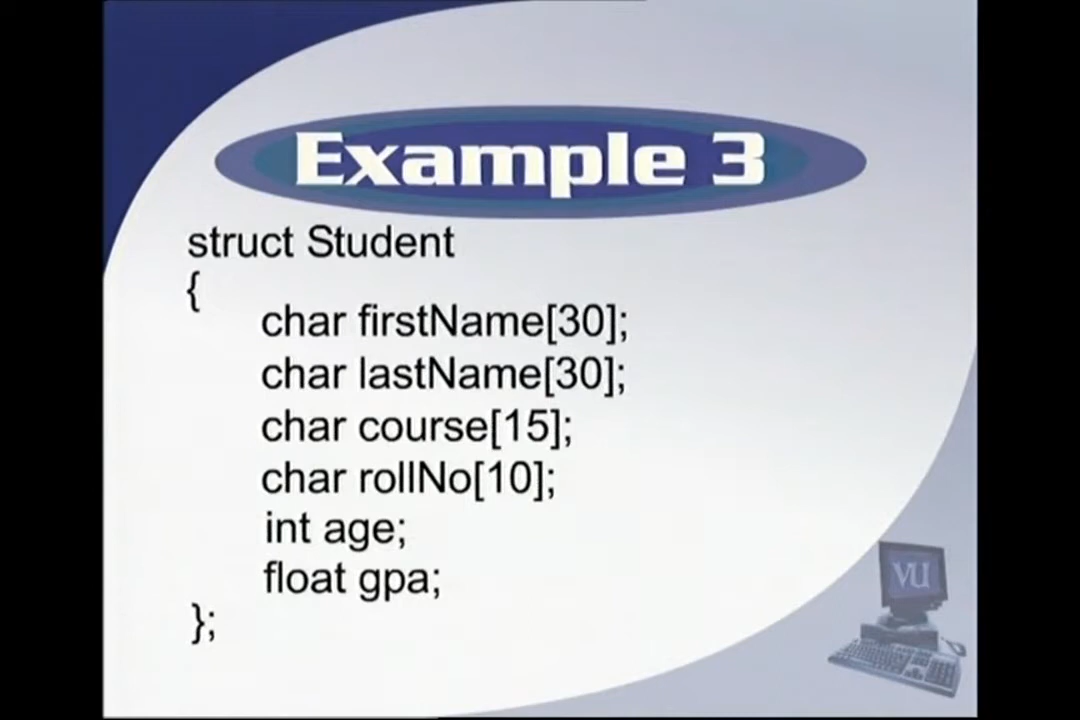 Example 3
struct Student
{
char firstName[30];
char lastName[30];
char course[15];
char rollNo[10];
int age;
float gpa;
};
VU